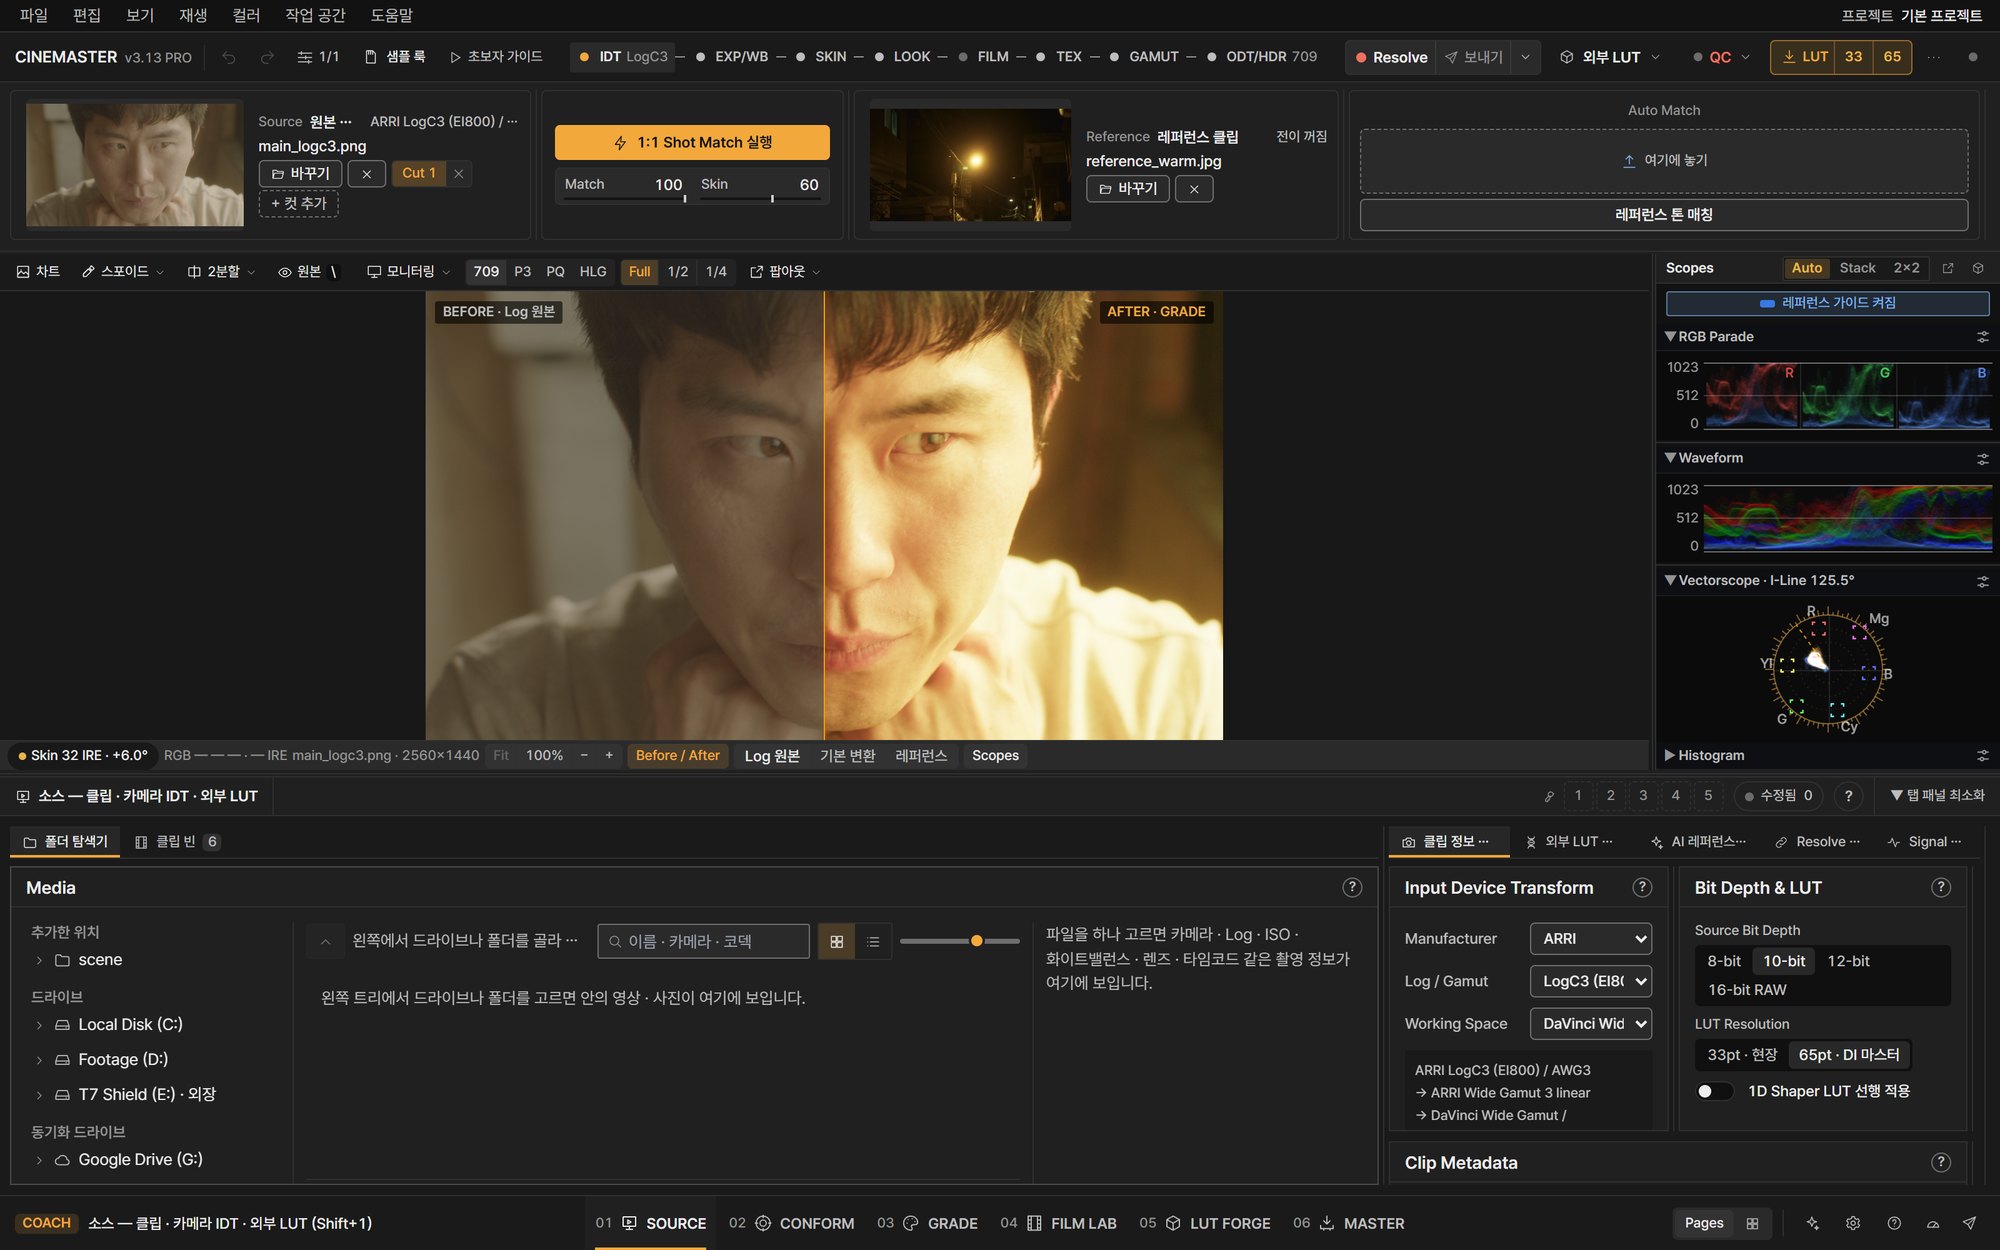 파일 편집 보기 재생 컬러 작업 공간 도움말 프로젝트 기본 프로젝트
CINEMASTER v3.13 PRO 1/1 샘플 룩 초보자 가이드 IDT LogC3 EXP/WB SKIN LOOK FILM TEX GAMUT ODT/HDR 709 Resolve 보내기 외부 LUT QC LUT 33 65 ···
Source 원본 ··· ARRI LogC3 (EI800) / ···
main_logc3.png
바꾸기 × Cut 1 ×
+ 컷 추가
1:1 Shot Match 실행
Match 100 Skin 60
Reference 레퍼런스 클립 전이 꺼짐
reference_warm.jpg
바꾸기 ×
Auto Match
여기에 놓기
레퍼런스 톤 매칭
차트 스포이드 2분할 원본 \ 모니터링 709 P3 PQ HLG Full 1/2 1/4 팝아웃
BEFORE · Log 원본
AFTER · GRADE
Scopes Auto Stack 2×2
레퍼런스 가이드 켜짐
▼RGB Parade
1023
512
0
R G B
▼Waveform
1023
512
0
▼Vectorscope · I-Line 125.5°
R
Mg
Yl
B
G
Cy
▶Histogram
Skin 32 IRE · +6.0° RGB — — — · — IRE main_logc3.png · 2560×1440 Fit 100% − + Before / After Log 원본 기본 변환 레퍼런스 Scopes
소스 — 클립 · 카메라 IDT · 외부 LUT 1 2 3 4 5 수정됨 0 ? ▼탭 패널 최소화
폴더 탐색기 클립 빈 6
Media ?
추가한 위치
scene
드라이브
Local Disk (C:)
Footage (D:)
T7 Shield (E:) · 외장
동기화 드라이브
Google Drive (G:)
왼쪽에서 드라이브나 폴더를 골라 ··· 이름 · 카메라 · 코덱
왼쪽 트리에서 드라이브나 폴더를 고르면 안의 영상 · 사진이 여기에 보입니다.
파일을 하나 고르면 카메라 · Log · ISO ·
화이트밸런스 · 렌즈 · 타임코드 같은 촬영 정보가
여기에 보입니다.
클립 정보 ··· 외부 LUT ··· AI 레퍼런스··· Resolve ··· Signal ···
Input Device Transform ?
Manufacturer ARRI
Log / Gamut LogC3 (EI8(
Working Space DaVinci Wid
ARRI LogC3 (EI800) / AWG3
→ ARRI Wide Gamut 3 linear
→ DaVinci Wide Gamut /
Bit Depth & LUT ?
Source Bit Depth
8-bit 10-bit 12-bit
16-bit RAW
LUT Resolution
33pt · 현장 65pt · DI 마스터
1D Shaper LUT 선행 적용
Clip Metadata ?
COACH 소스 — 클립 · 카메라 IDT · 외부 LUT (Shift+1) 01 SOURCE 02 CONFORM 03 GRADE 04 FILM LAB 05 LUT FORGE 06 MASTER Pages